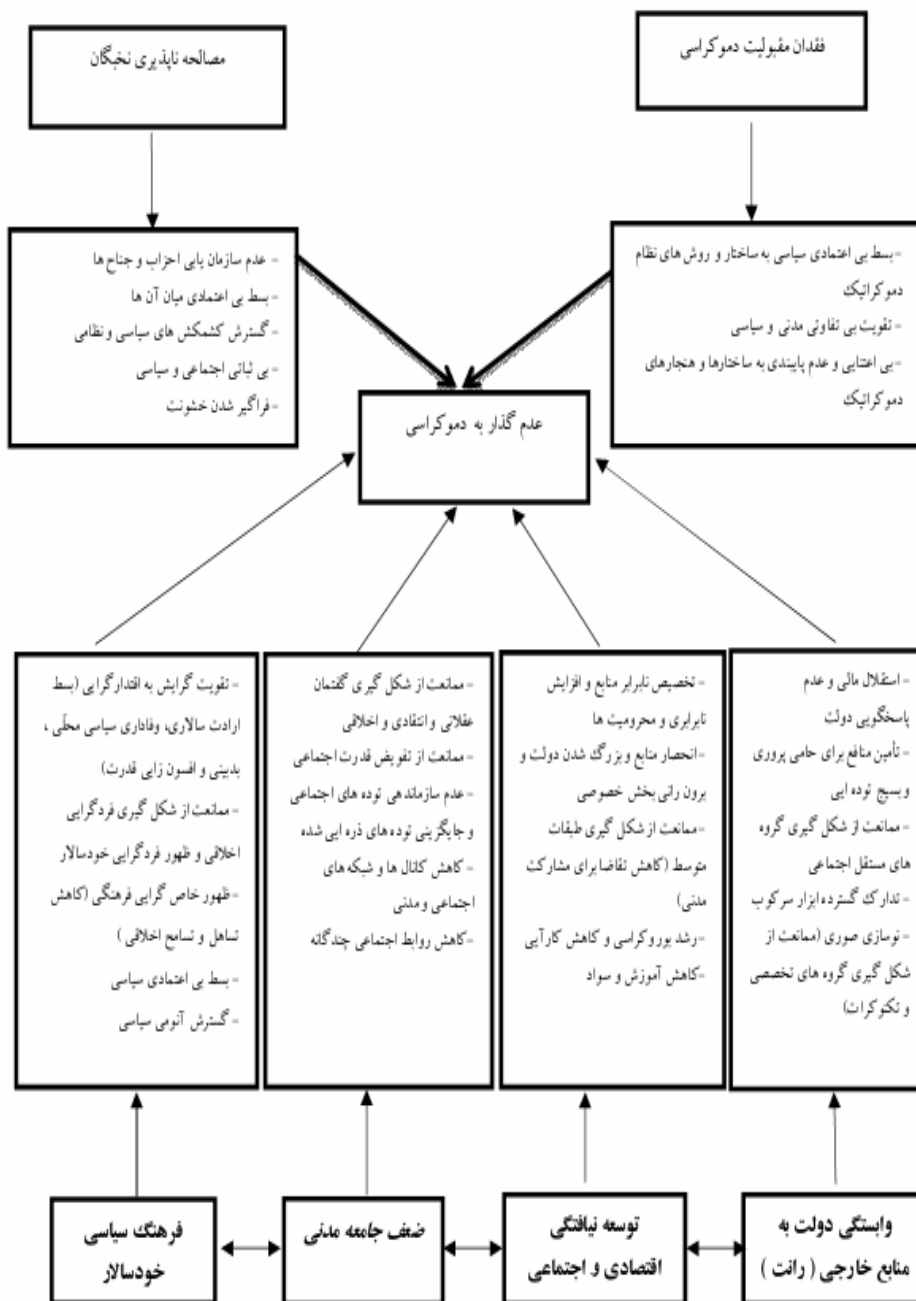 فقدان مقبولیت دموکراسی
مصالحه ناپذیری نخبگان
-بسط بی اعتمادی سیاسی به ساختار و روش های نظام
دموکراتیک
- تقویت بی تفاوتی مدنی و سیاسی
-بی اعتنایی و عدم پایبندی به ساختارها و هنجارهای
دموکراتیک
- عدم سازمان یابی احزاب و جناح ها
- بسط بی اعتمادی میان آن ها
- گسترش کشمکش های سیاسی و نظامی
- بی ثباتی اجتماعی و سیاسی
-فراگیر شدن خشونت
عدم گذار به دموکراسی
- استقلال مالی و عدم
پاسخگویی دولت
- تأمین منافع برای حامی پروری
و بسیج توده ایی
- ممانعت از شکل گیری گروه
های مستقل اجتماعی
- تدارک گسترده ابزار سرکوب
- نوسازی صوری (ممانعت از
شکل گیری گروه های تخصصی
و تکنوکرات)
-تخصیص نابرابر منابع و افزایش
نابرابری و محرومیت ها
-انحصار منابع و بزرگ شدن دولت و
برون رانی بخش خصوصی
-ممانعت از شکل گیری طبقات
متوسط (کاهش تقاضا برای مشارکت
مدنی)
-رشد بوروکراسی و کاهش کارآیی
-کاهش آموزش و سواد
- ممانعت از شکل گیری گفتمان
عقلانی و انتقادی و اخلاقی
- ممانعت از تفویض قدرت اجتماعی
-عدم سازماندهی توده های اجتماعی
و جایگزینی توده های ذره ایی شده
-کاهش کانال ها و شبکه های
اجتماعی و مدنی
-کاهش روابط اجتماعی چندگانه
- تقویت گرایش به اقتدارگرایی (بسط
ارادت سالاری، وفاداری سیاسی محلّی ،
بدبینی و افسون زایی قدرت)
- ممانعت از شکل گیری فردگرایی
اخلاقی و ظهور فردگرایی خودسالار
-ظهور خاص گرایی فرهنگی (کاهش
تساهل و تسامح اخلاقی )
- بسط بی اعتمادی سیاسی
- گسترش آنومی سیاسی
وابستگی دولت به
منابع خارجی ( رانت )
توسعه نیافتگی
اقتصادی و اجتماعی
ضعف جامعه مدنی
فرهنگ سیاسی
خودسالار